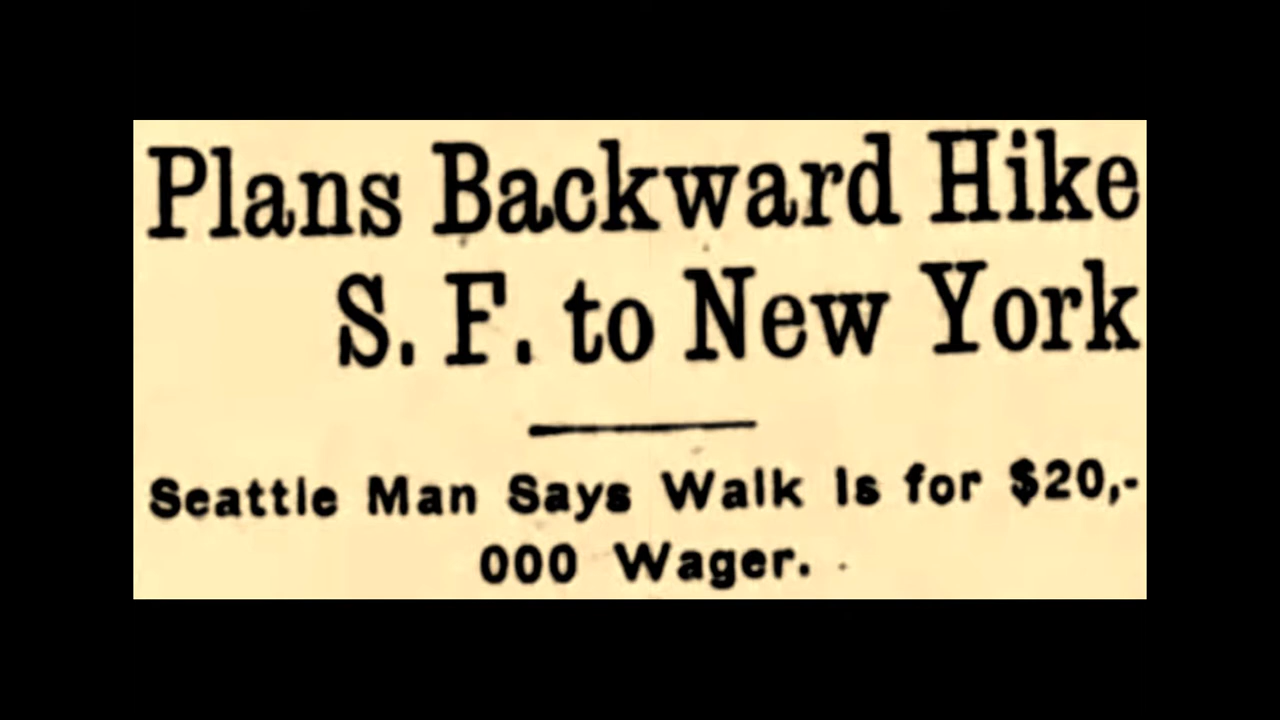 Plans Backward Hike
S. F. to New York
Seattle Man Says Walk Is for $20,-
000 Wager.